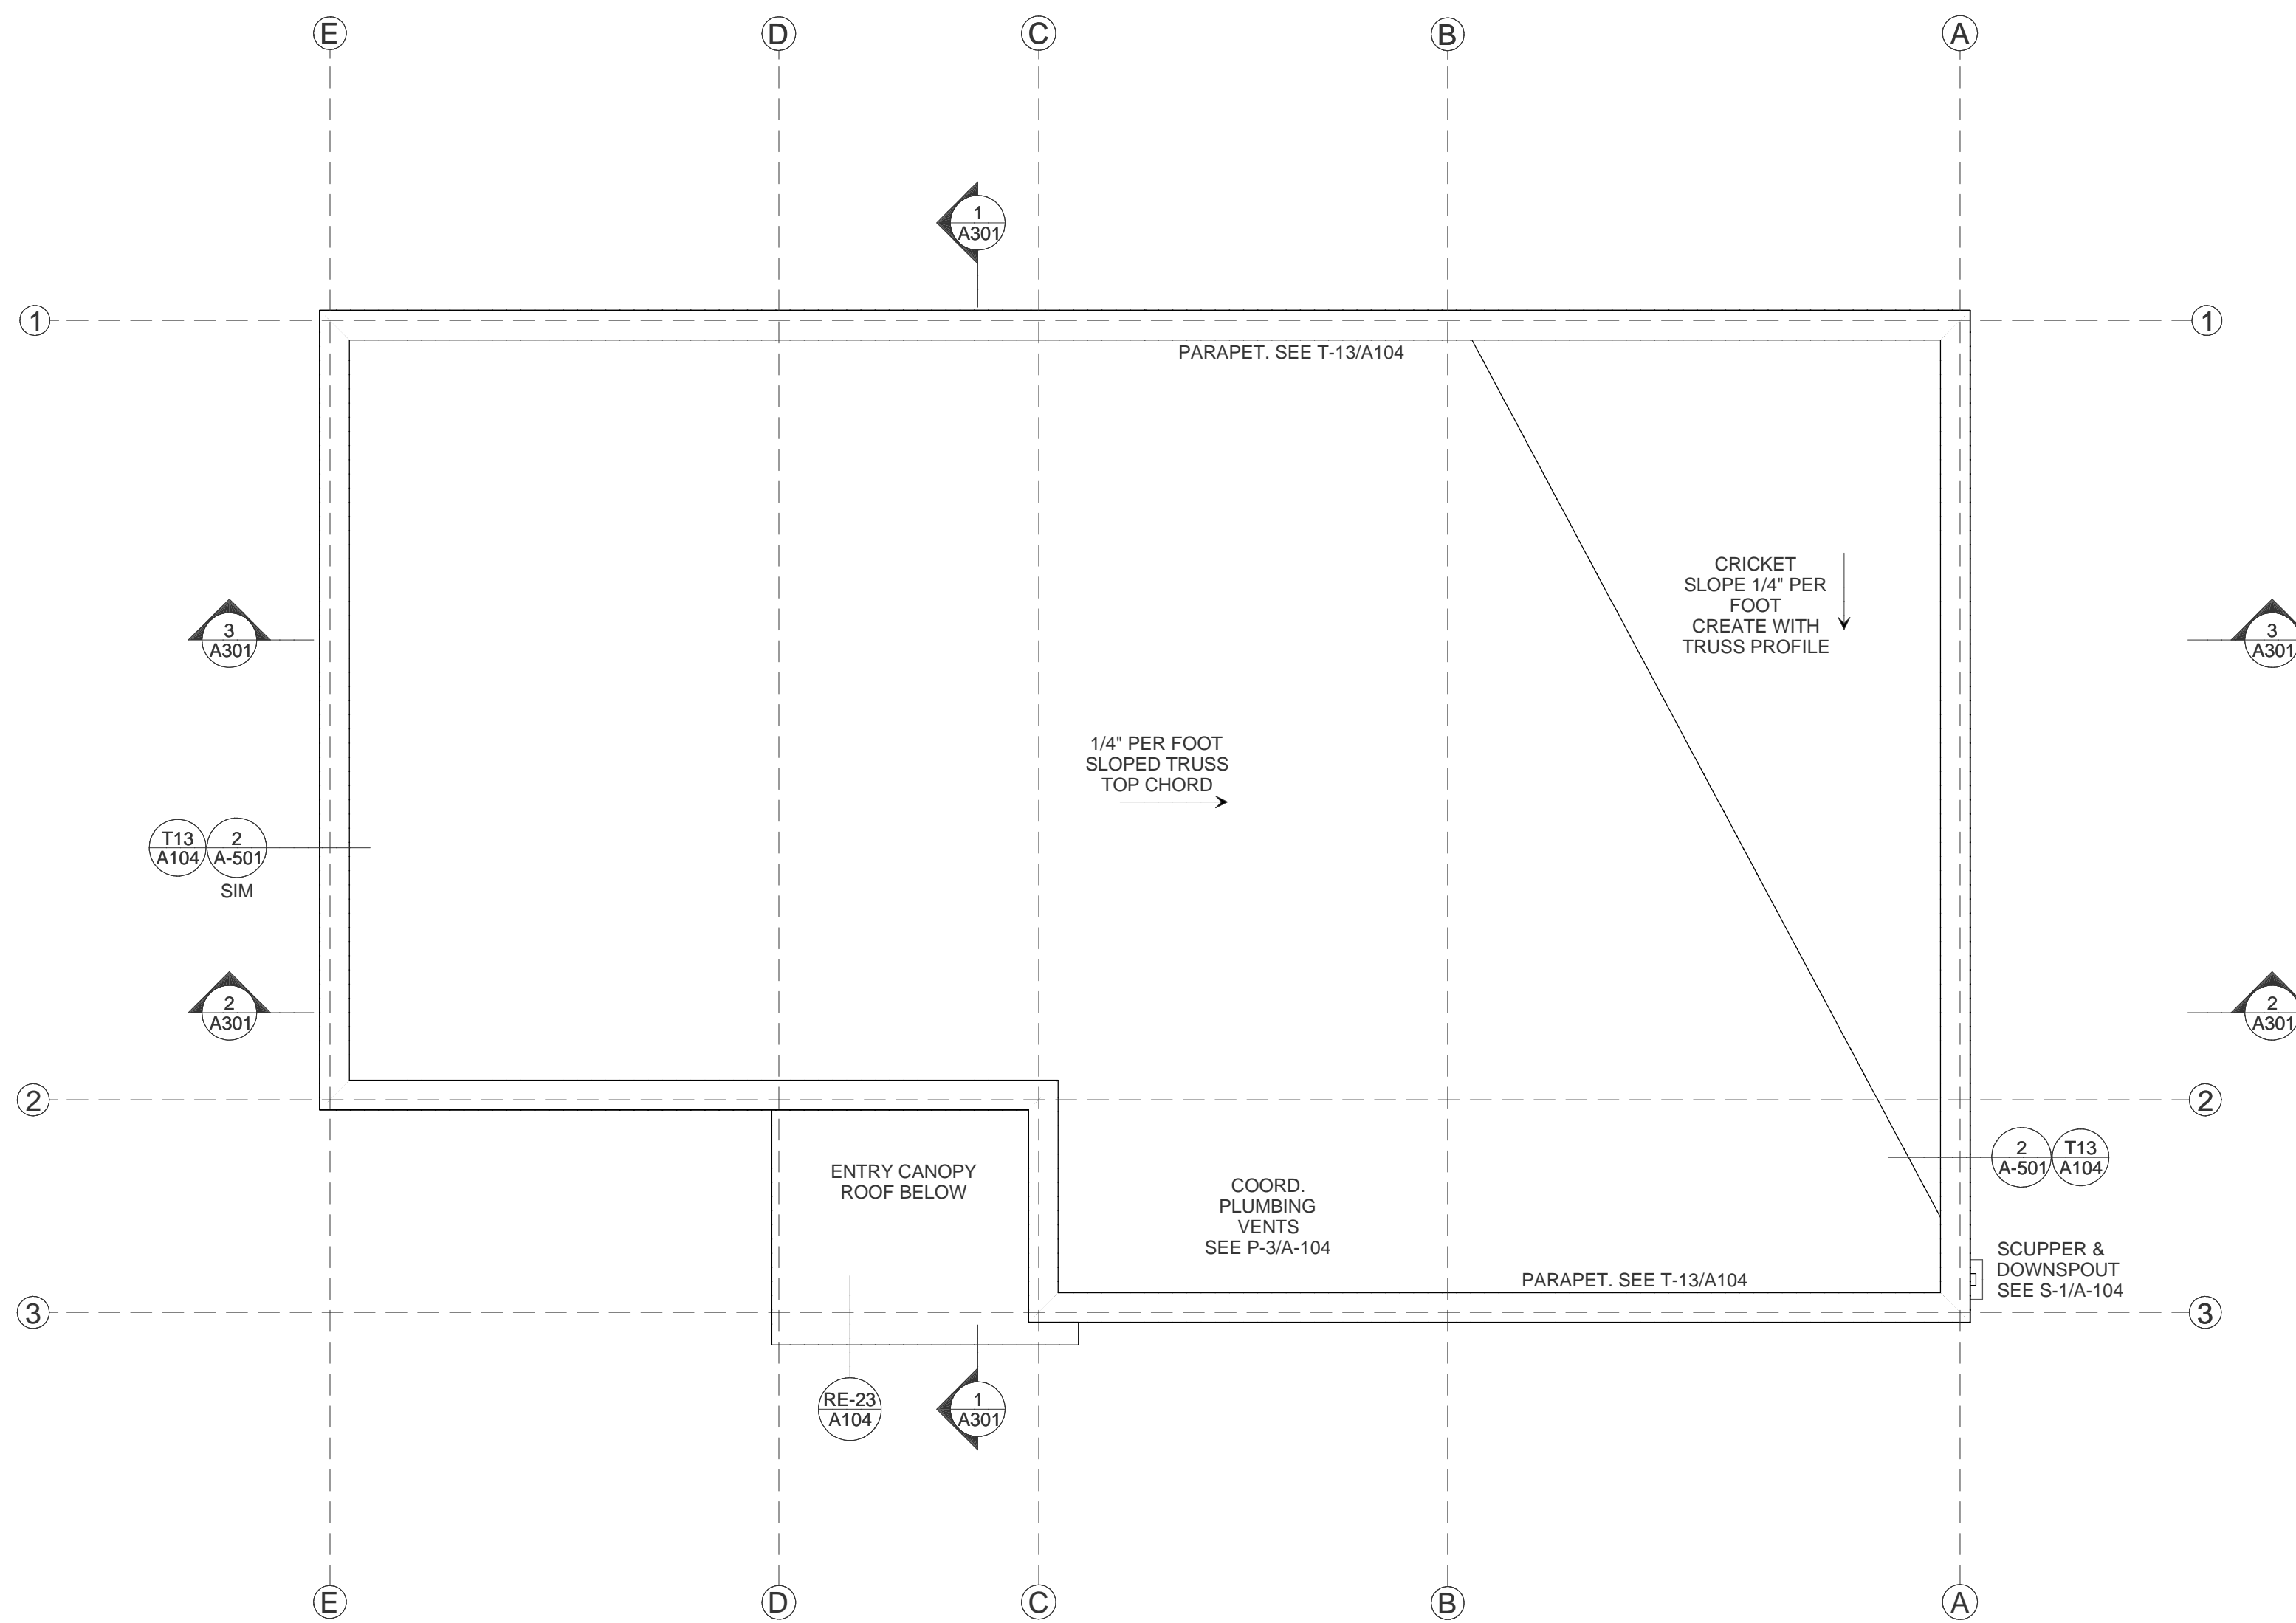 E
D
C
B
A
1
A301
1
1
PARAPET. SEE T-13/A104
CRICKET
SLOPE 1/4" PER
FOOT
CREATE WITH
TRUSS PROFILE
3
A301
3
A301
1/4" PER FOOT
SLOPED TRUSS
TOP CHORD
T13
A104
2
A-501
SIM
2
A301
2
A301
2
2
2
A-501
T13
A104
ENTRY CANOPY
ROOF BELOW
COORD.
PLUMBING
VENTS
SEE P-3/A-104
SCUPPER &
DOWNSPOUT
SEE S-1/A-104
PARAPET. SEE T-13/A104
3
3
RE-23
A104
1
A301
E
D
C
B
A